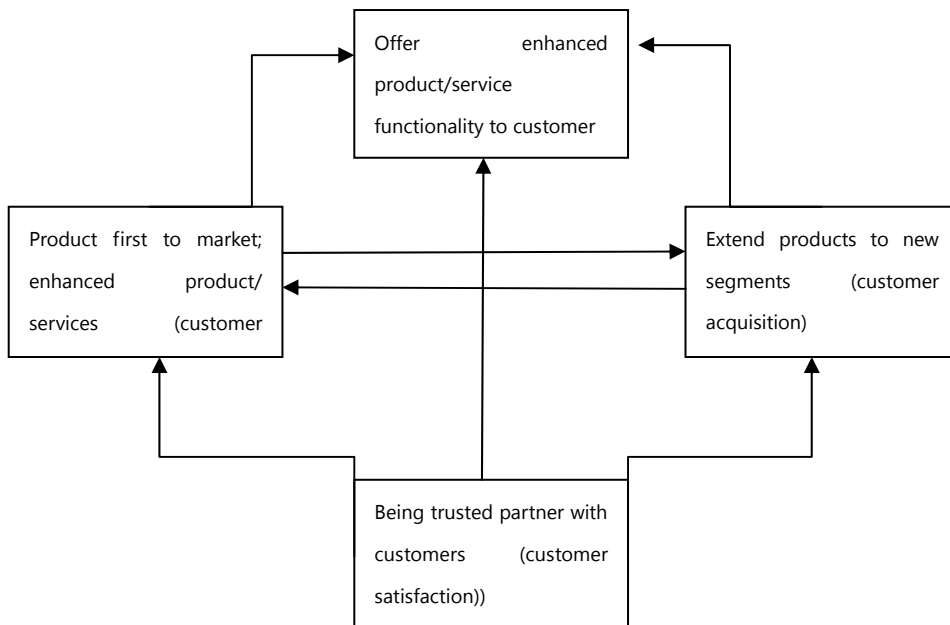 Offer enhanced
product/service
functionality to customer
Product first to market;
enhanced product/
services (customer
Extend products to new
segments (customer
acquisition)
Being trusted partner with
customers (customer
satisfaction))